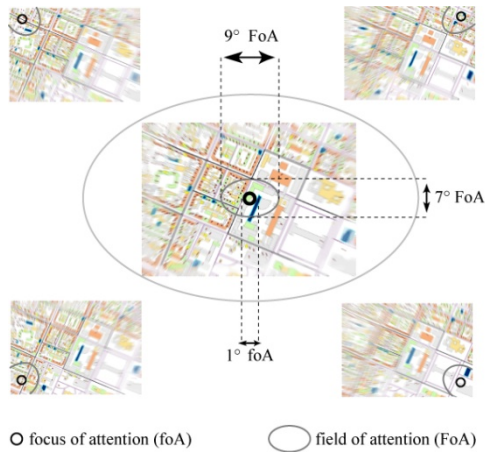 9° FoA
7° FoA
1° foA
focus of attention (foA)
field of attention (FoA)